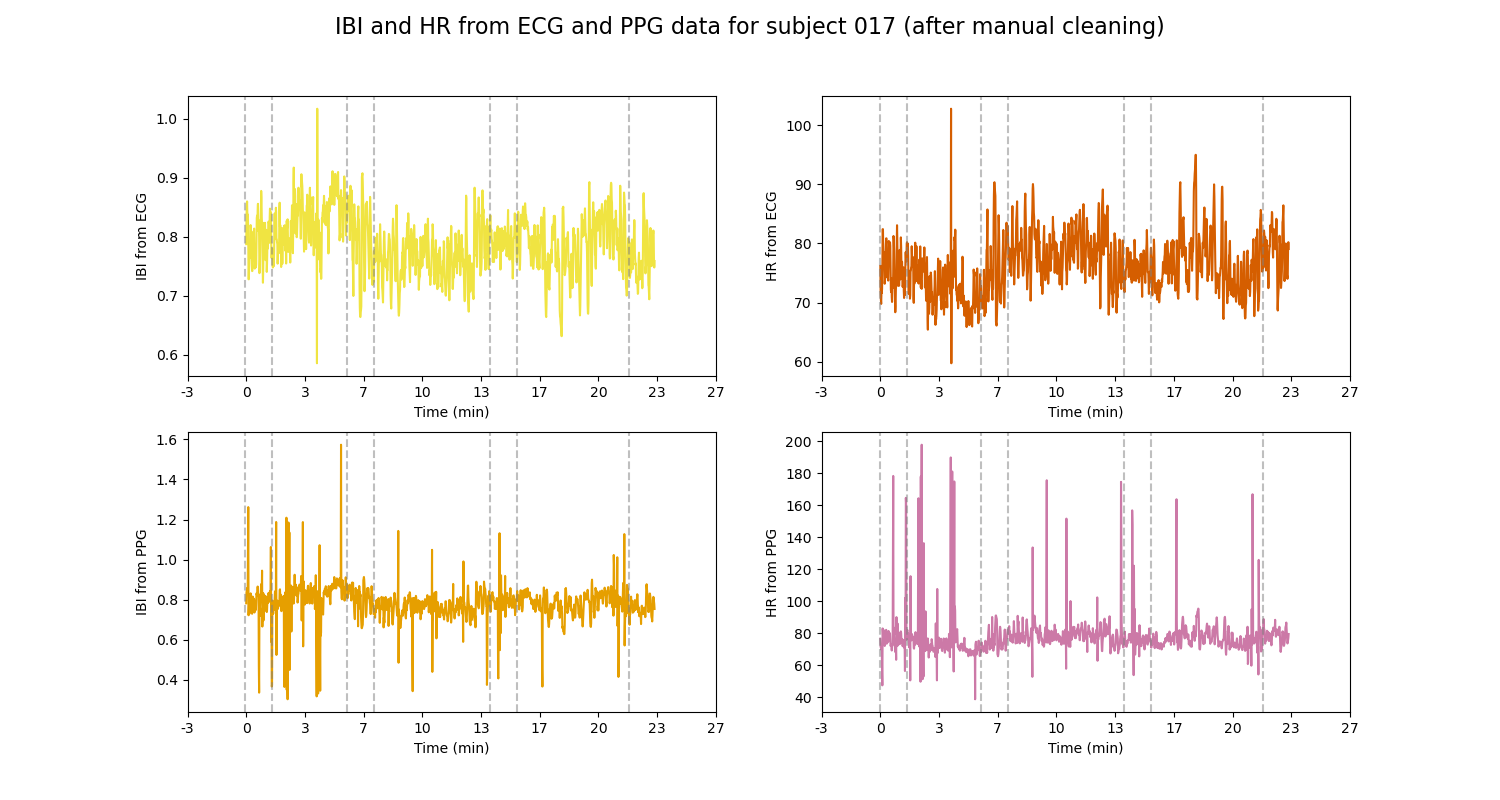 IBI and HR from ECG and PPG data for subject 017 (after manual cleaning)
IBI from ECG
1.0
0.9
0.8
0.7
0.6
-3 0 3 7 10 13 17 20 23 27
Time (min)
HR from ECG
100
90
80
70
60
-3 0 3 7 10 13 17 20 23 27
Time (min)
IBI from PPG
1.6
1.4
1.2
1.0
0.8
0.6
0.4
-3 0 3 7 10 13 17 20 23 27
Time (min)
HR from PPG
200
180
160
140
120
100
80
60
40
-3 0 3 7 10 13 17 20 23 27
Time (min)